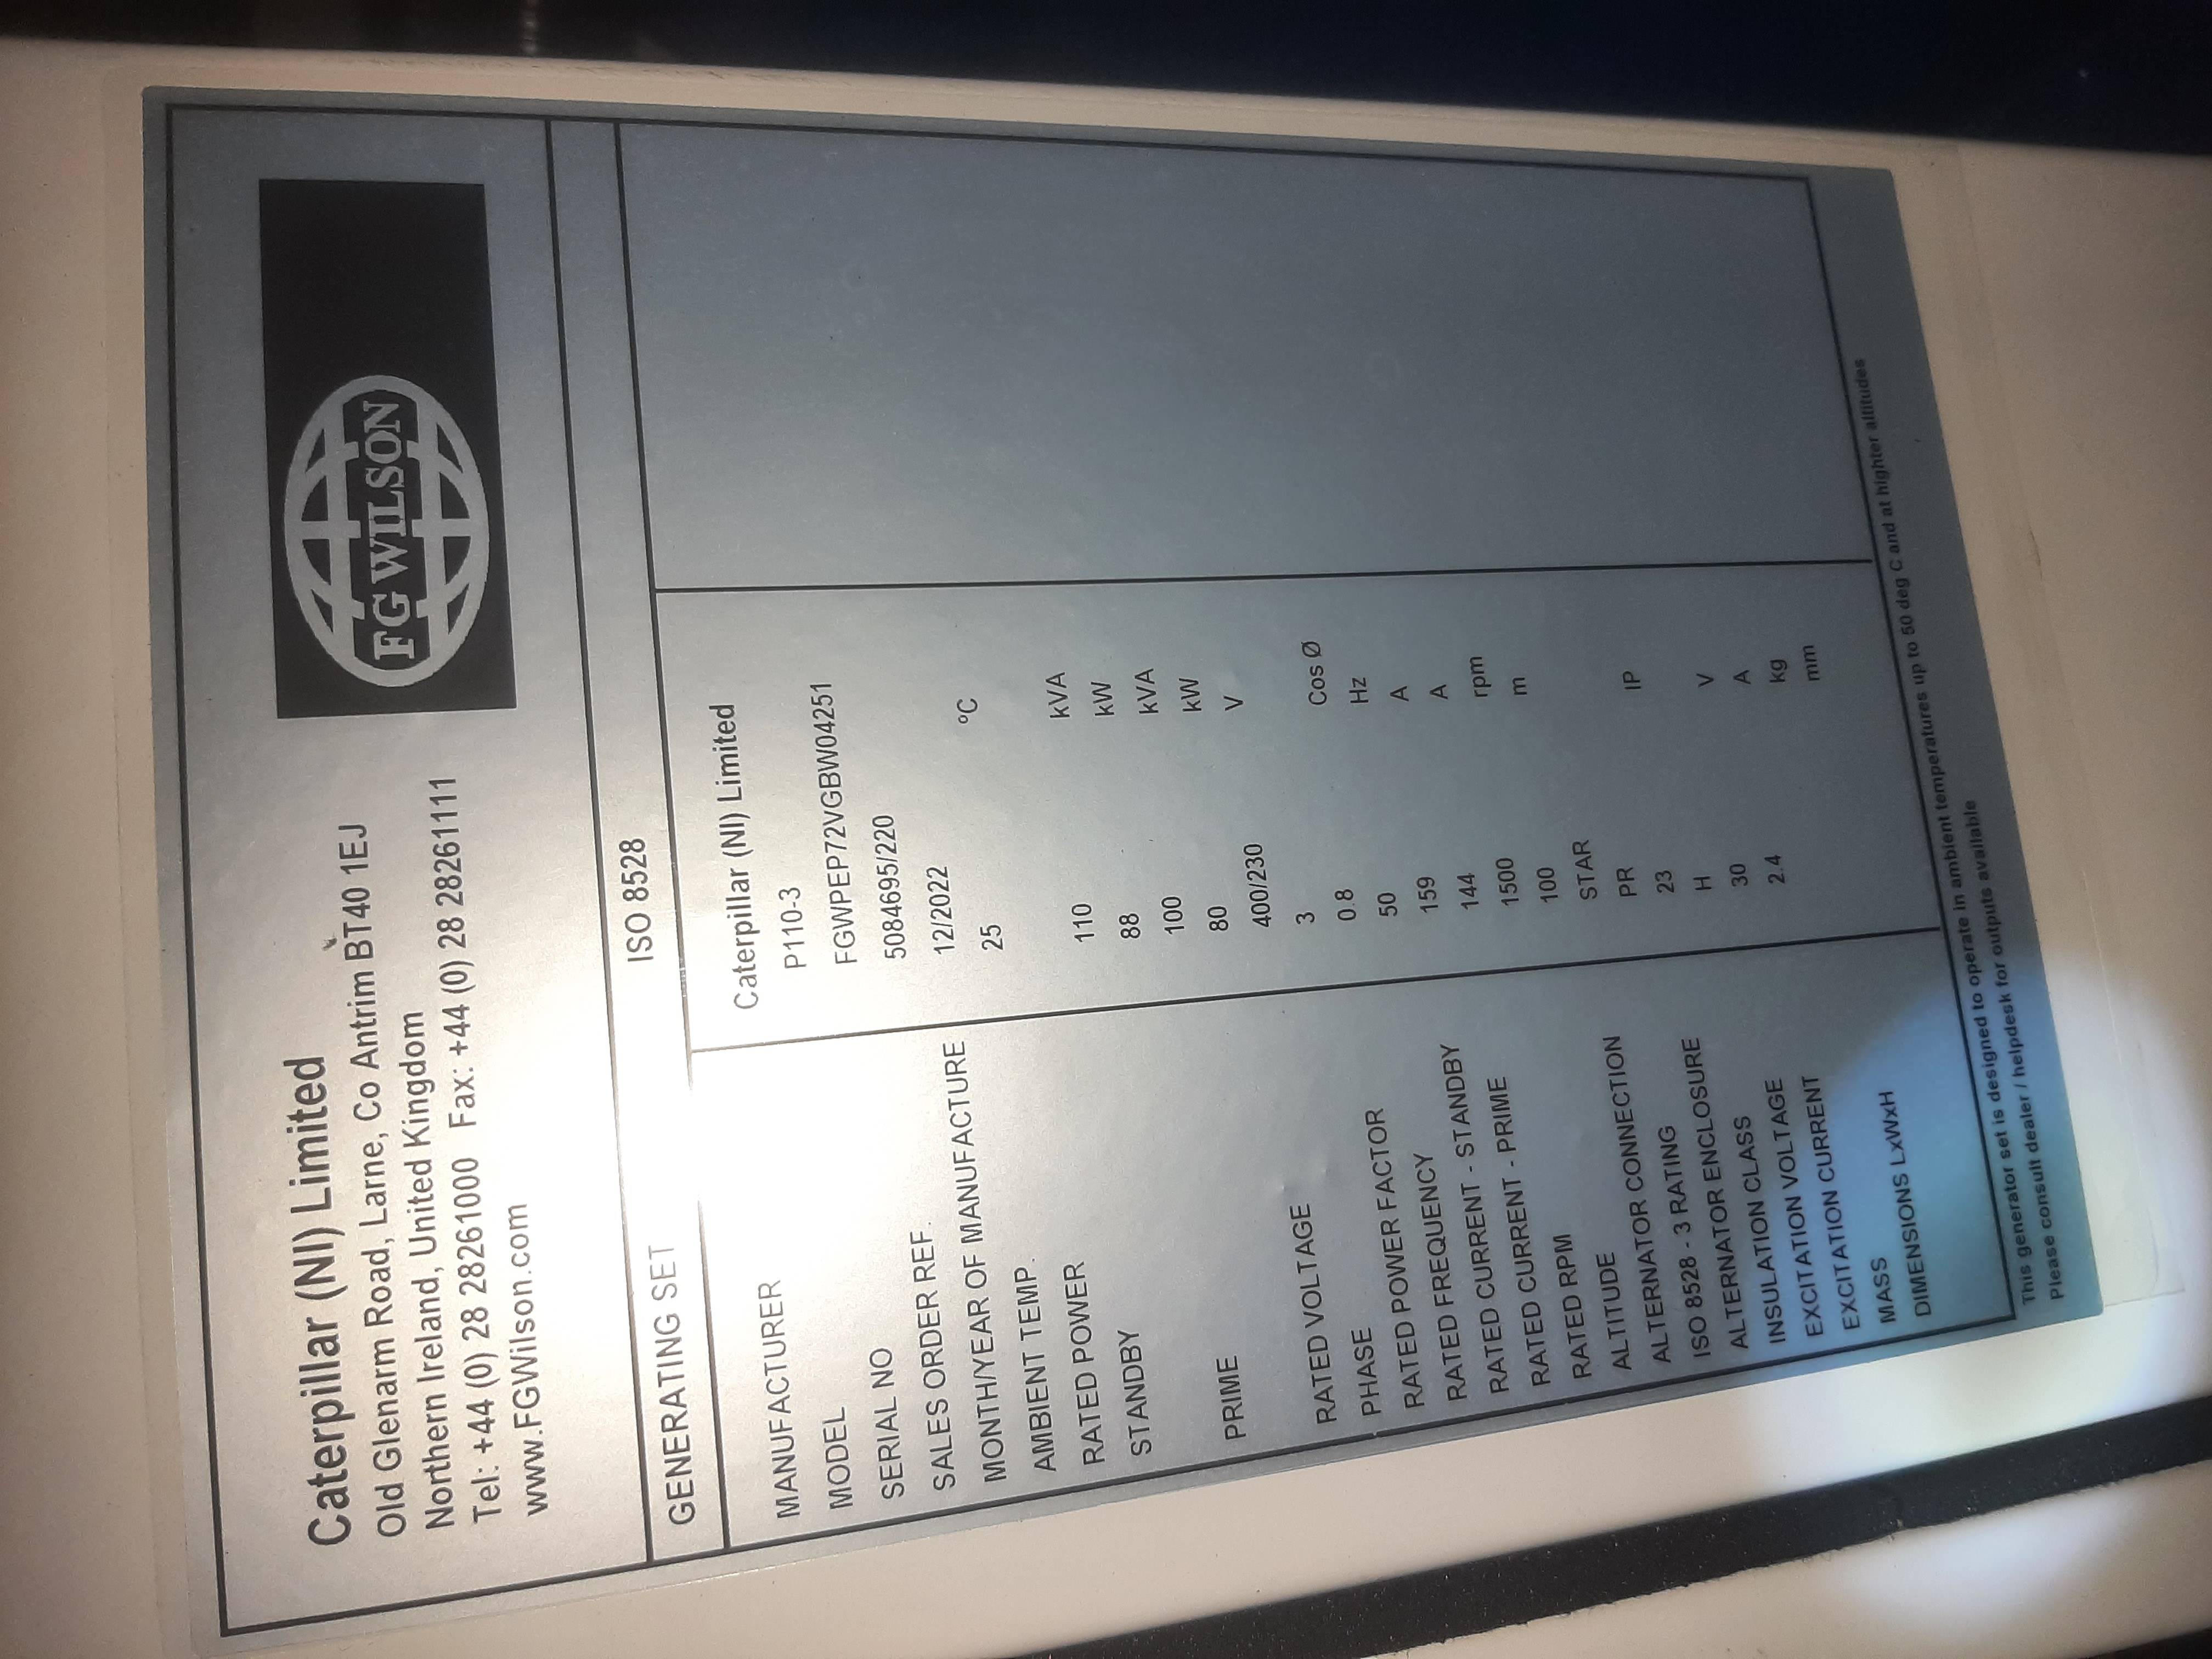 Caterpillar (NI) Limited
Old Glenarm Road, Larne, Co Antrim BT40 1EJ
Northern Ireland, United Kingdom
Tel: +44 (0) 28 28261000 Fax: +44 (0) 28 28261111
www.FGWilson.com
FG WILSON
GENERATING SET ISO 8528
MANUFACTURER Caterpillar (NI) Limited
MODEL P110-3
SERIAL NO FGWPEP72VGBW04251
SALES ORDER REF. 5084695/220
MONTH/YEAR OF MANUFACTURE 12/2022
AMBIENT TEMP. 25 ºC
RATED POWER
STANDBY 110 kVA
88 kW
PRIME 100 kVA
80 kW
RATED VOLTAGE 400/230 V
PHASE 3
RATED POWER FACTOR 0.8 Cos Ø
RATED FREQUENCY 50 Hz
RATED CURRENT - STANDBY 159 A
RATED CURRENT - PRIME 144 A
RATED RPM 1500 rpm
ALTITUDE 100 m
ALTERNATOR CONNECTION STAR
ISO 8528 - 3 RATING PR
ALTERNATOR ENCLOSURE 23 IP
INSULATION CLASS H
EXCITATION VOLTAGE 30 V
EXCITATION CURRENT 2.4 A
MASS kg
DIMENSIONS LxWxH mm
This generator set is designed to operate in ambient temperatures up to 50 deg C and at highter altitudes
Please consult dealer / helpdesk for outputs available